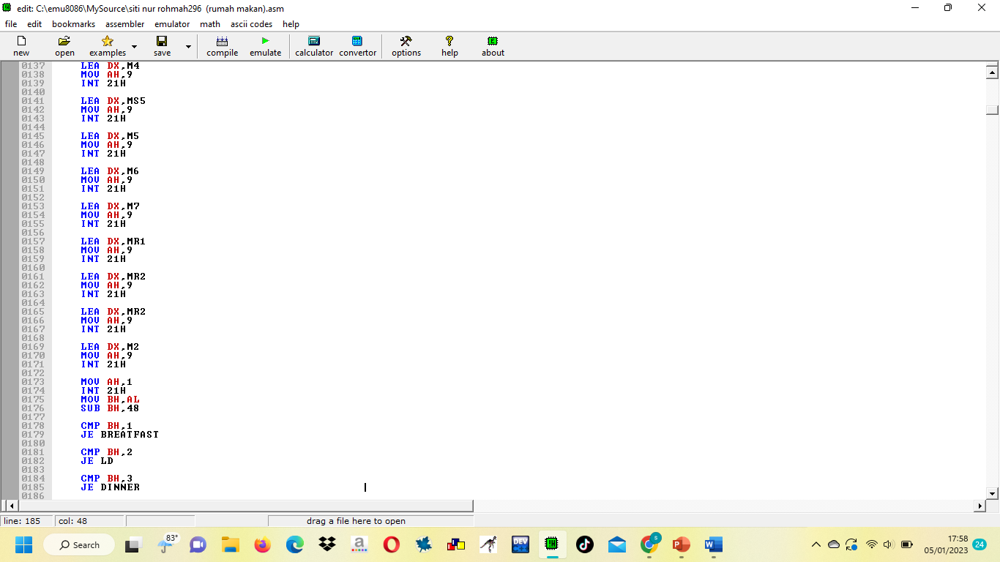 edit: C:\emu8086\MySource\siti nur rohmah296  (rumah makan).asm
file edit bookmarks assembler emulator math ascii codes help
new open examples save compile emulate calculator convertor options help about
0137 LEA DX,M4
0138 MOV AH,9
0139 INT 21H
0140
0141 LEA DX,MS5
0142 MOV AH,9
0143 INT 21H
0144
0145 LEA DX,M5
0146 MOV AH,9
0147 INT 21H
0148
0149 LEA DX,M6
0150 MOV AH,9
0151 INT 21H
0152
0153 LEA DX,M7
0154 MOV AH,9
0155 INT 21H
0156
0157 LEA DX,MR1
0158 MOV AH,9
0159 INT 21H
0160
0161 LEA DX,MR2
0162 MOV AH,9
0163 INT 21H
0164
0165 LEA DX,MR2
0166 MOV AH,9
0167 INT 21H
0168
0169 LEA DX,M2
0170 MOV AH,9
0171 INT 21H
0172
0173 MOV AH,1
0174 INT 21H
0175 MOV BH,AL
0176 SUB BH,48
0177
0178 CMP BH,1
0179 JE BREATFAST
0180
0181 CMP BH,2
0182 JE LD
0183
0184 CMP BH,3
0185 JE DINNER
0186
line: 185 col: 48 drag a file here to open
Search 83° a DEV C++ S P W 17:58
05/01/2023 24